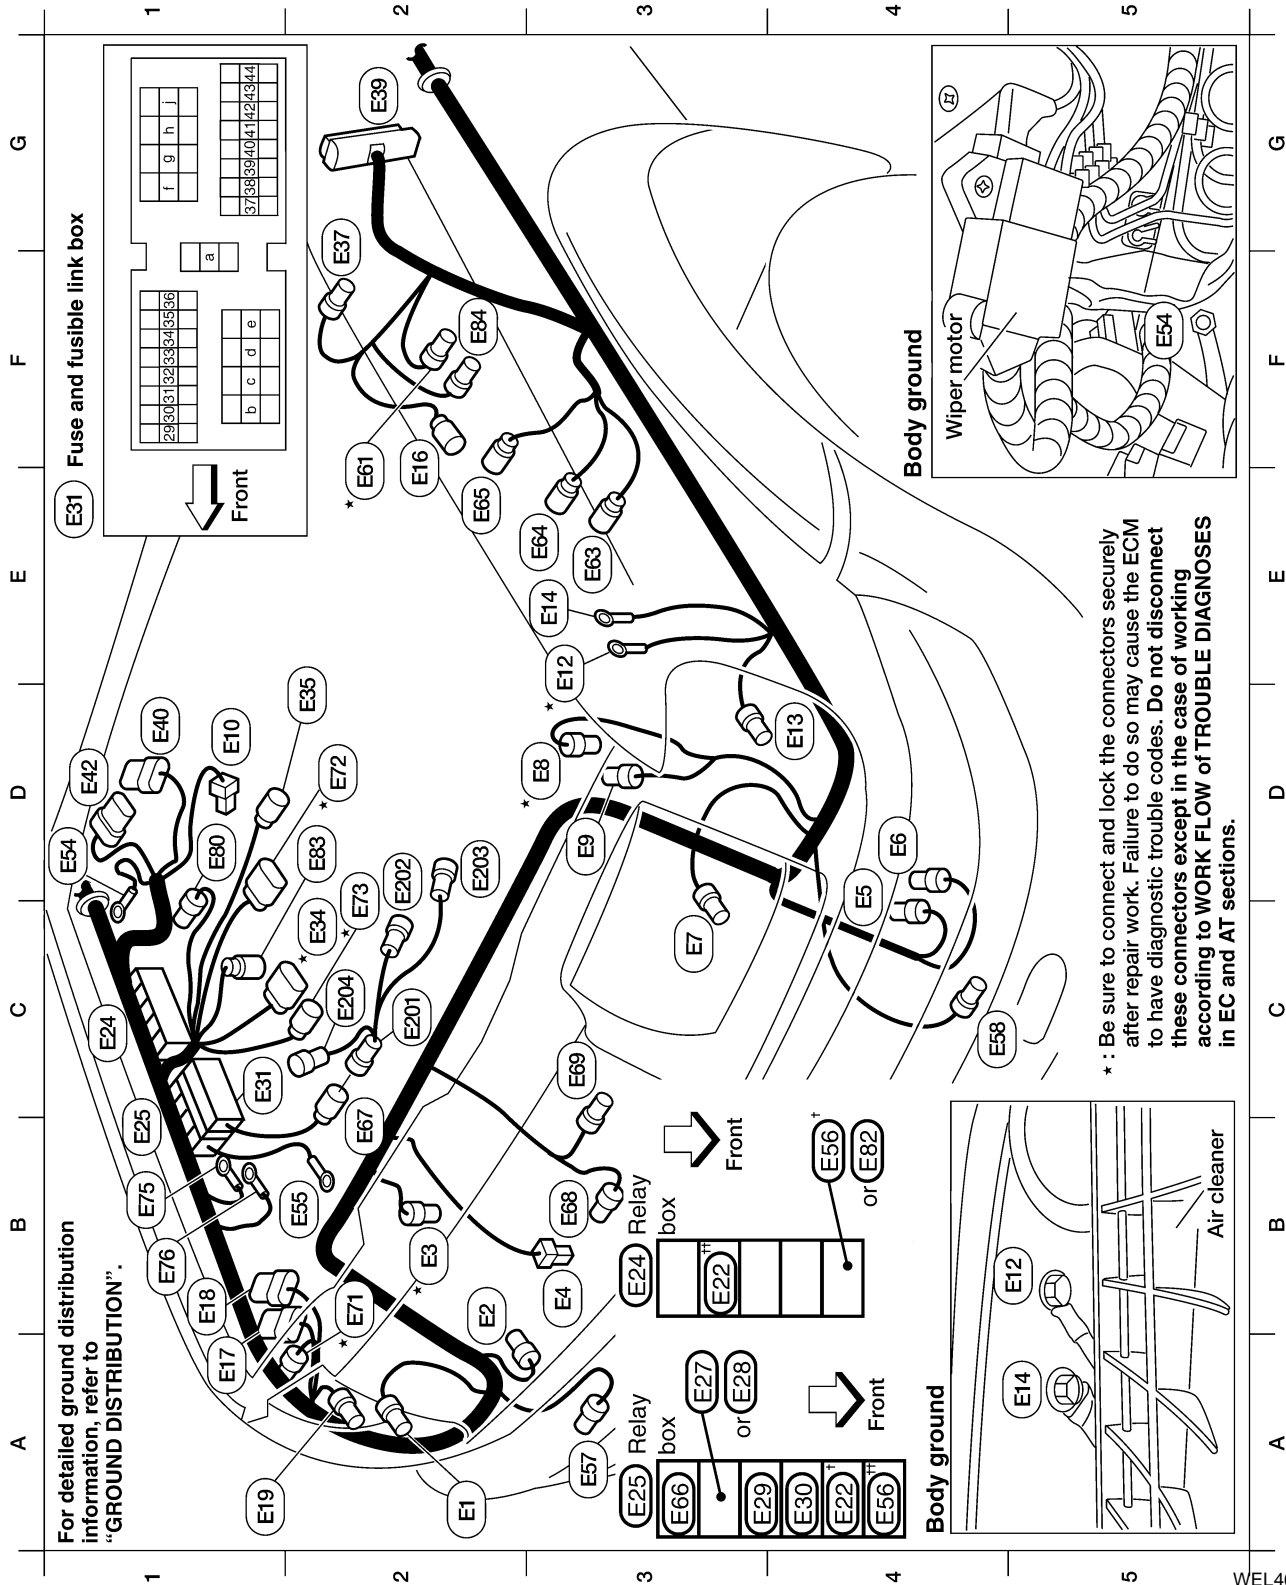 1
2
3
4
5
G
F
E
D
C
B
A
For detailed ground distribution
information, refer to
"GROUND DISTRIBUTION".
E31
Fuse and fusible link box
29 30 31 32 33 34 35 36
37 38 39 40 41 42 43 44
a
b c d e
f g h j
Front
E54
E42
E40
E10
E35
E80
★ E72
E83
★ E34
★ E73
E202
E203
E204
E201
E24
E31
E25
E67
E75
E76
E55
E18
E17
★ E71
★ E3
E19
E1
E2
E57
E4
E68
E69
E39
E37
E84
★ E61
E16
E65
E64
E63
E14
★ E12
E13
★ E8
E9
E7
E6
E5
E58
E25 Relay
box
E66
E27
or E28
E29
E30
E22 †
E56 ††
Front
E24 Relay
box
E22 ††
E56 †
or E82
Front
Body ground
E14
E12
Air cleaner
Body ground
Wiper motor
E54
★ : Be sure to connect and lock the connectors securely
after repair work. Failure to do so may cause the ECM
to have diagnostic trouble codes. Do not disconnect
these connectors except in the case of working
according to WORK FLOW of TROUBLE DIAGNOSES
in EC and AT sections.
1
2
3
4
5
G
F
E
D
C
B
A